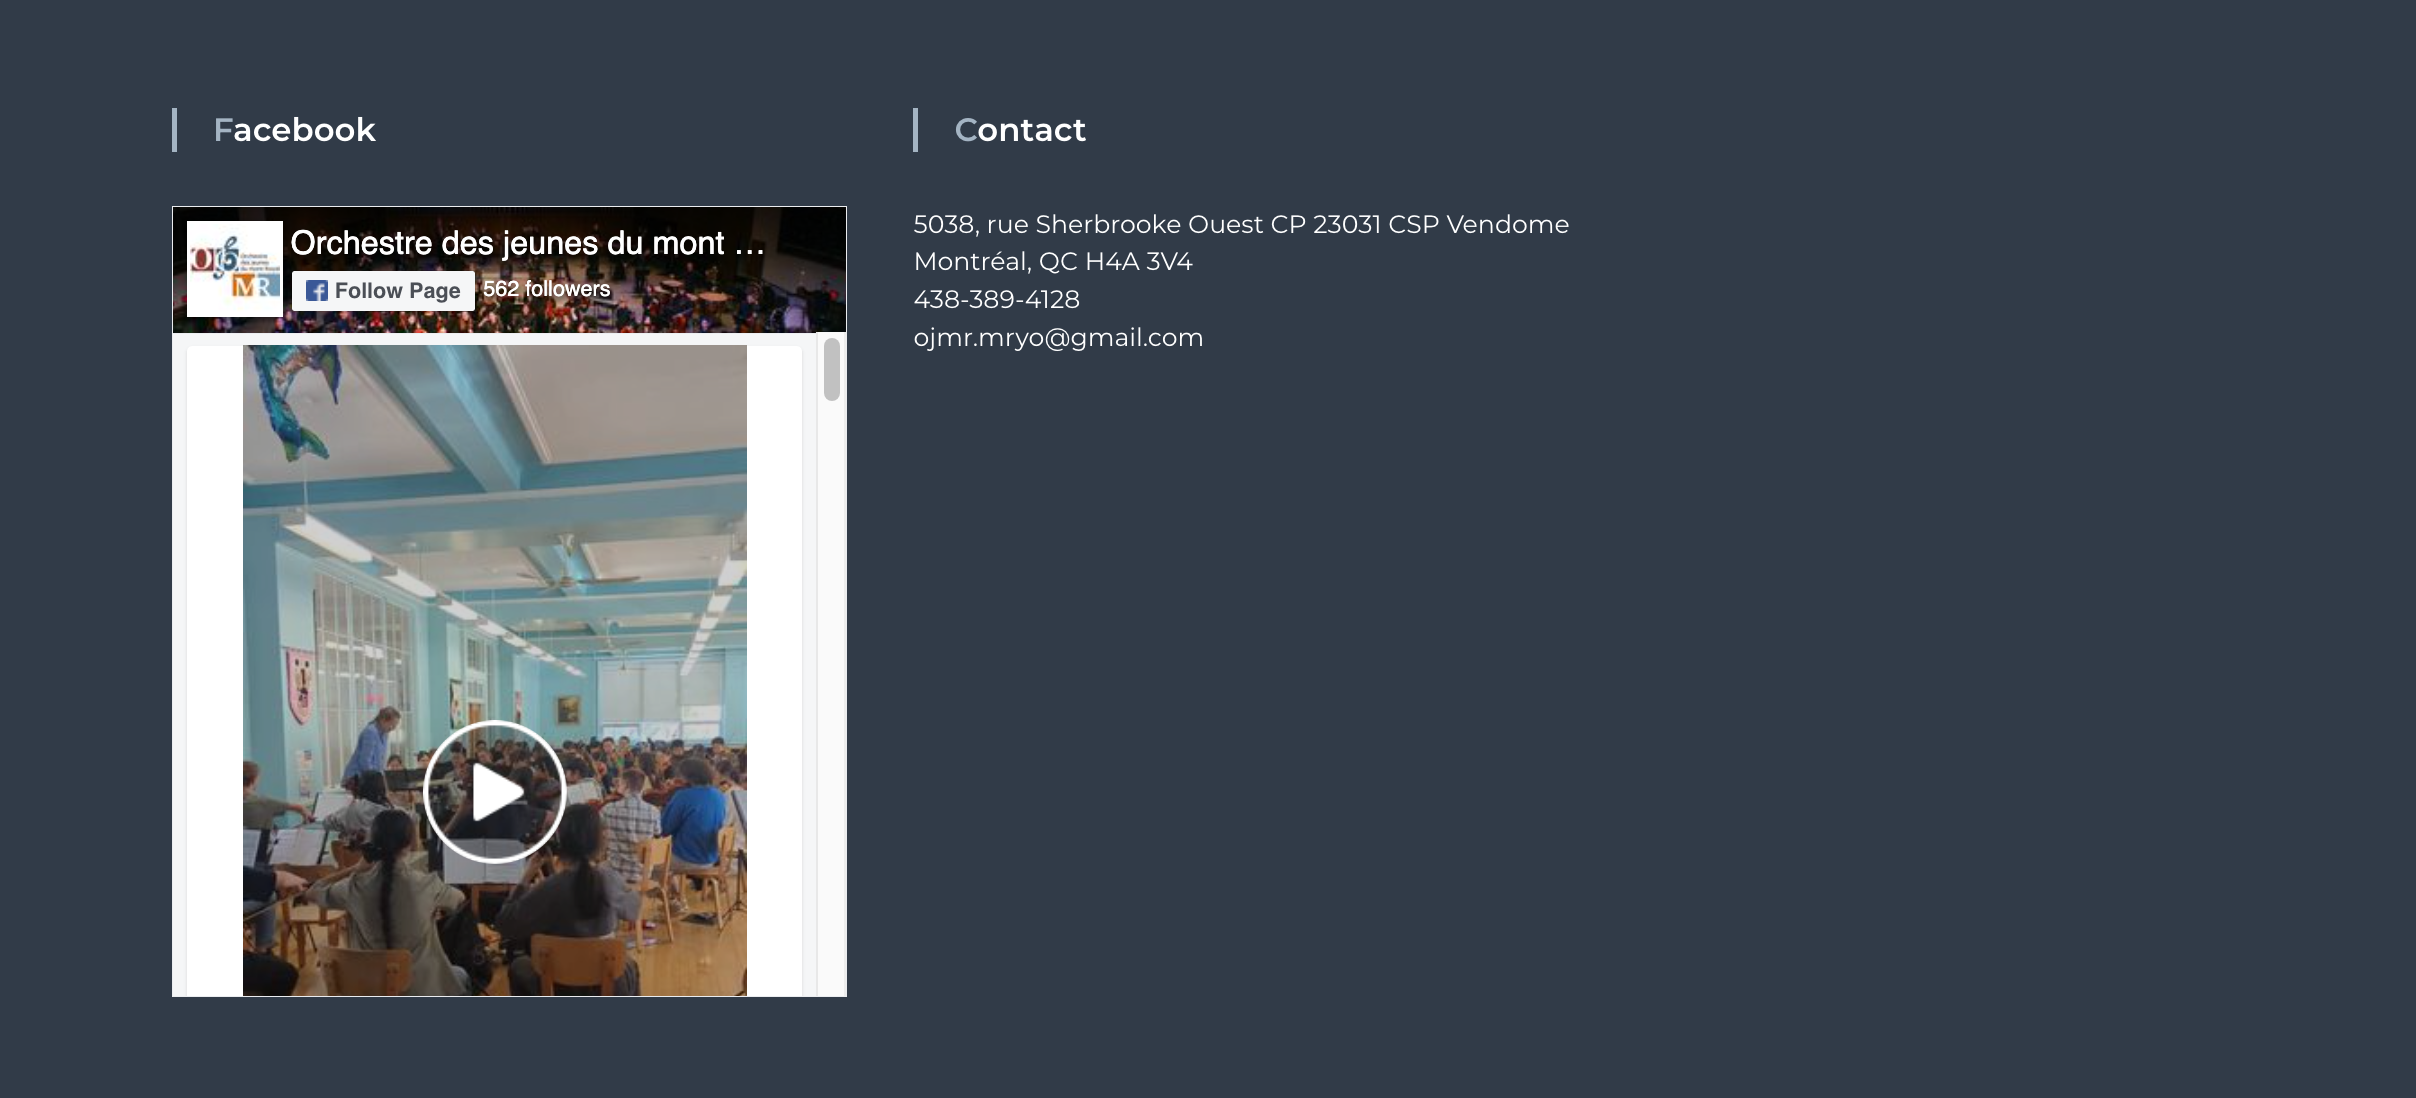 Facebook
Orchestre des jeunes du mont ...
Follow Page
562 followers
Contact
5038, rue Sherbrooke Ouest CP 23031 CSP Vendome
Montréal, QC H4A 3V4
438-389-4128
ojmr.mryo@gmail.com